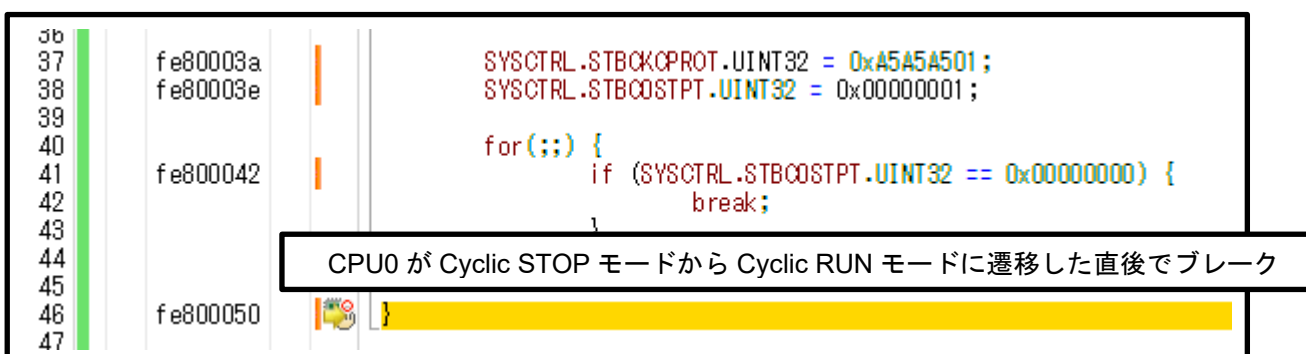 36
37 fe80003a SYSCTRL.STBCKCPROT.UINT32 = 0xA5A5A501;
38 fe80003e SYSCTRL.STBC0STPT.UINT32 = 0x00000001;
39
40 for(;;) {
41 fe800042 if (SYSCTRL.STBC0STPT.UINT32 == 0x00000000) {
42 break;
43 }
44
CPU0 が Cyclic STOP モードから Cyclic RUN モードに遷移した直後でブレーク
45
46 fe800050 }
47